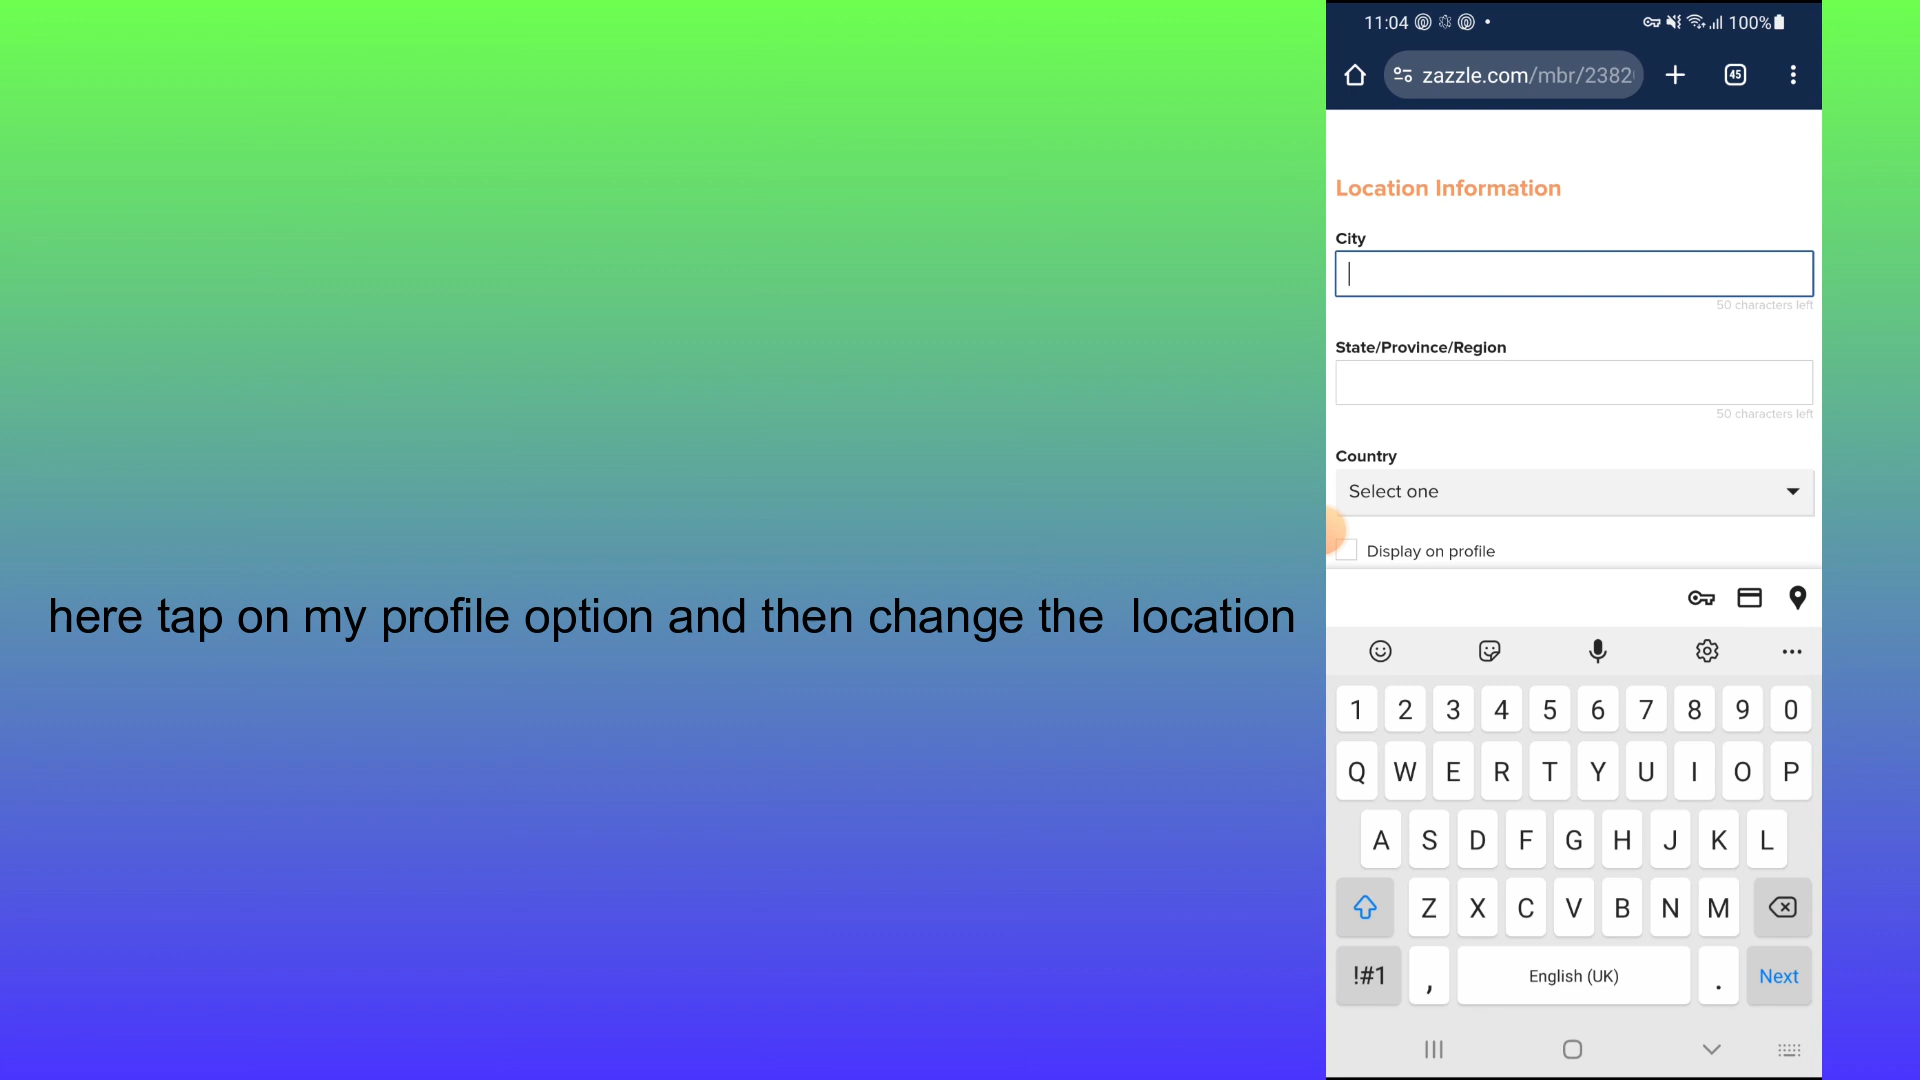 here tap on my profile option and then change the location
11:04
100%
zazzle.com/mbr/2382
45
Location Information
City
50 characters left
State/Province/Region
50 characters left
Country
Select one
Display on profile
1 2 3 4 5 6 7 8 9 0
Q W E R T Y U I O P
A S D F G H J K L
Z X C V B N M
!#1 , English (UK) . Next